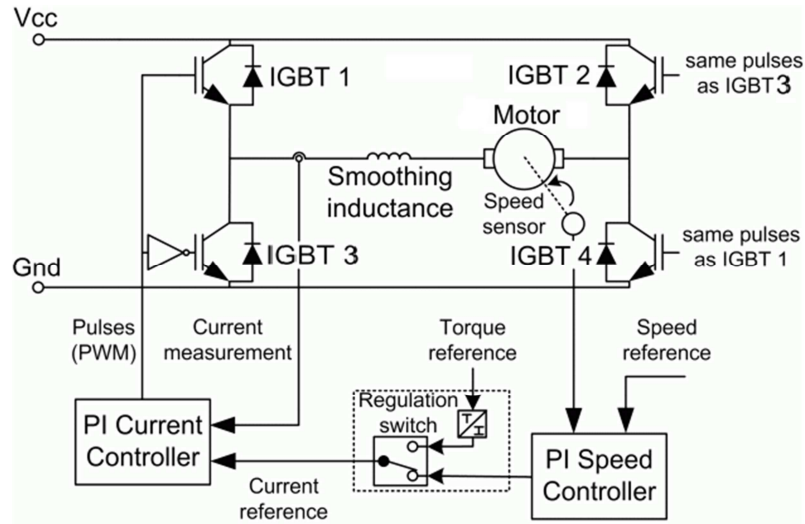 Vcc
IGBT 1
IGBT 2
same pulses
as IGBT3
Motor
Smoothing
inductance
Speed
sensor
IGBT 3
IGBT 4
same pulses
as IGBT 1
Gnd
Pulses
(PWM)
Current
measurement
Torque
reference
Speed
reference
Regulation
switch
T
I
PI Current
Controller
PI Speed
Controller
Current
reference